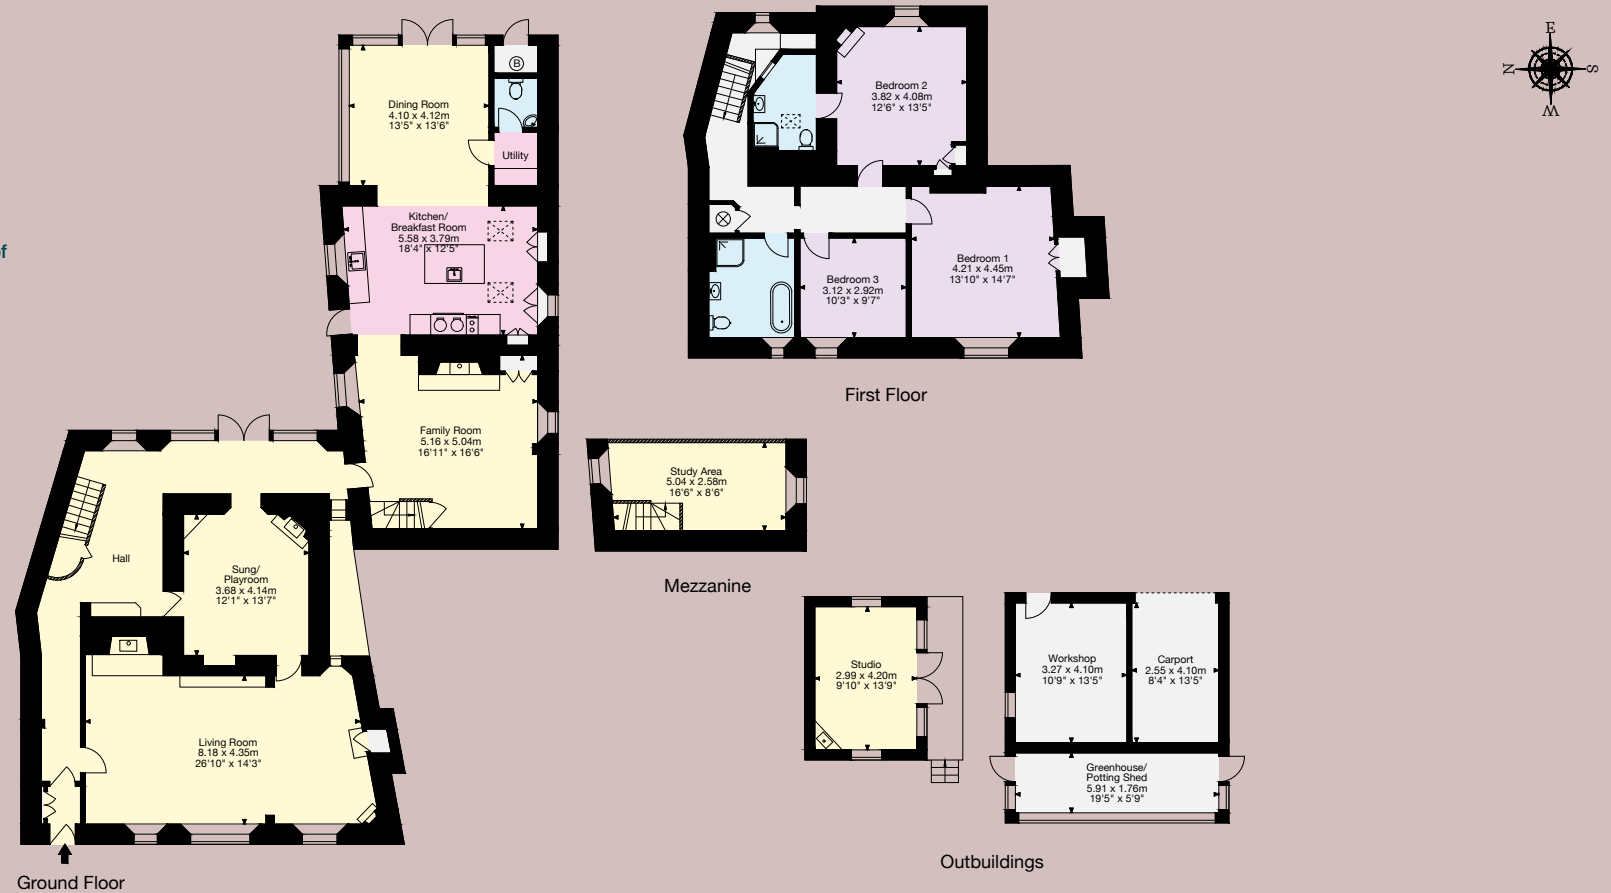 f
Dining Room
4.10 x 4.12m
13'5" x 13'6"
B
Utility
Kitchen/
Breakfast Room
5.58 x 3.79m
18'4" x 12'5"
Family Room
5.16 x 5.04m
16'11" x 16'6"
Hall
Sung/
Playroom
3.68 x 4.14m
12'1" x 13'7"
Living Room
8.18 x 4.35m
26'10" x 14'3"
Ground Floor
Bedroom 2
3.82 x 4.08m
12'6" x 13'5"
Bedroom 1
4.21 x 4.45m
13'10" x 14'7"
Bedroom 3
3.12 x 2.92m
10'3" x 9'7"
First Floor
Study Area
5.04 x 2.58m
16'6" x 8'6"
Mezzanine
Studio
2.99 x 4.20m
9'10" x 13'9"
Workshop
3.27 x 4.10m
10'9" x 13'5"
Carport
2.55 x 4.10m
8'4" x 13'5"
Greenhouse/
Potting Shed
5.91 x 1.76m
19'5" x 5'9"
Outbuildings
E
N
S
W